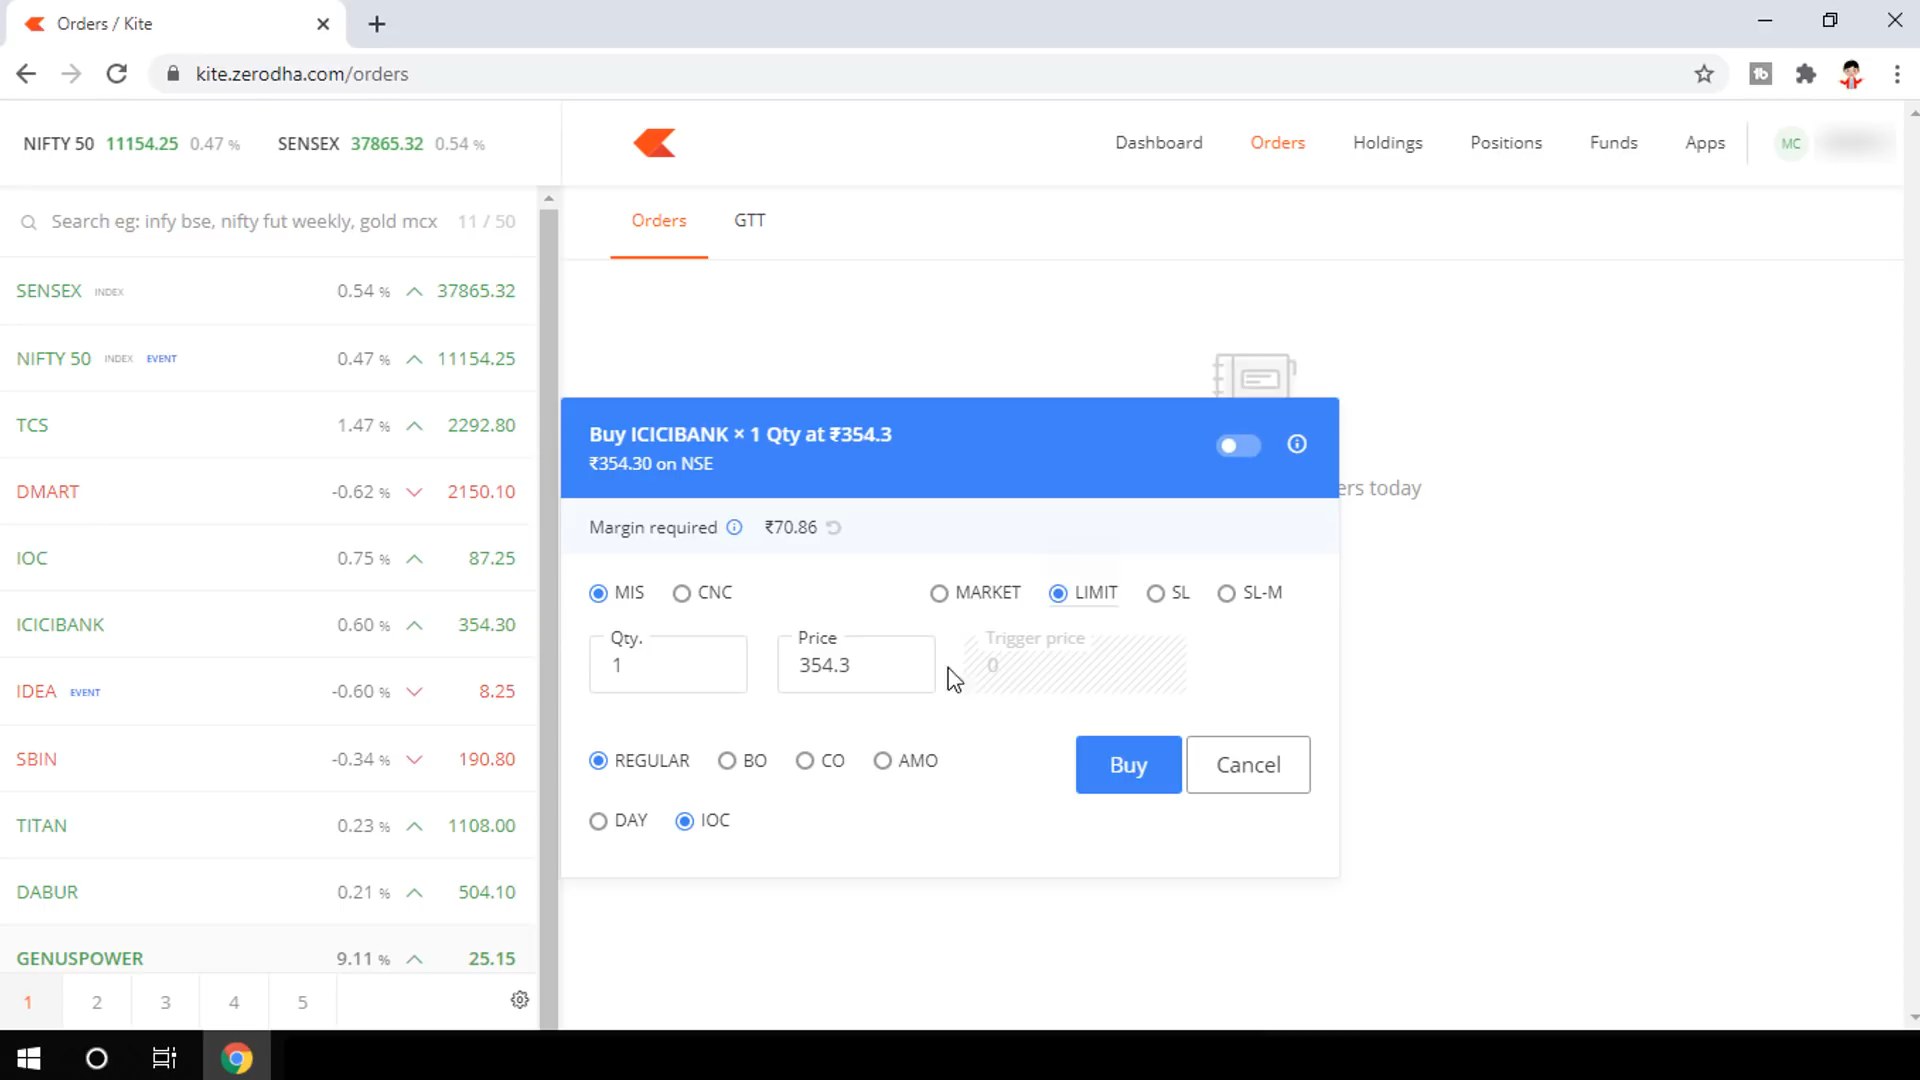 Orders / Kite
kite.zerodha.com/orders
NIFTY 50 11154.25 0.47 % SENSEX 37865.32 0.54 %
Dashboard Orders Holdings Positions Funds Apps MC
Search eg: infy bse, nifty fut weekly, gold mcx 11 / 50
Orders GTT
SENSEX INDEX 0.54 % 37865.32
NIFTY 50 INDEX EVENT 0.47 % 11154.25
TCS 1.47 % 2292.80
DMART -0.62 % 2150.10
IOC 0.75 % 87.25
ICICIBANK 0.60 % 354.30
IDEA EVENT -0.60 % 8.25
SBIN -0.34 % 190.80
TITAN 0.23 % 1108.00
DABUR 0.21 % 504.10
GENUSPOWER 9.11 % 25.15
1 2 3 4 5
Buy ICICIBANK × 1 Qty at ₹354.3
₹354.30 on NSE
today
Margin required ₹70.86
MIS CNC MARKET LIMIT SL SL-M
Qty. Price Trigger price
1 354.3 0
REGULAR BO CO AMO
Buy Cancel
DAY IOC